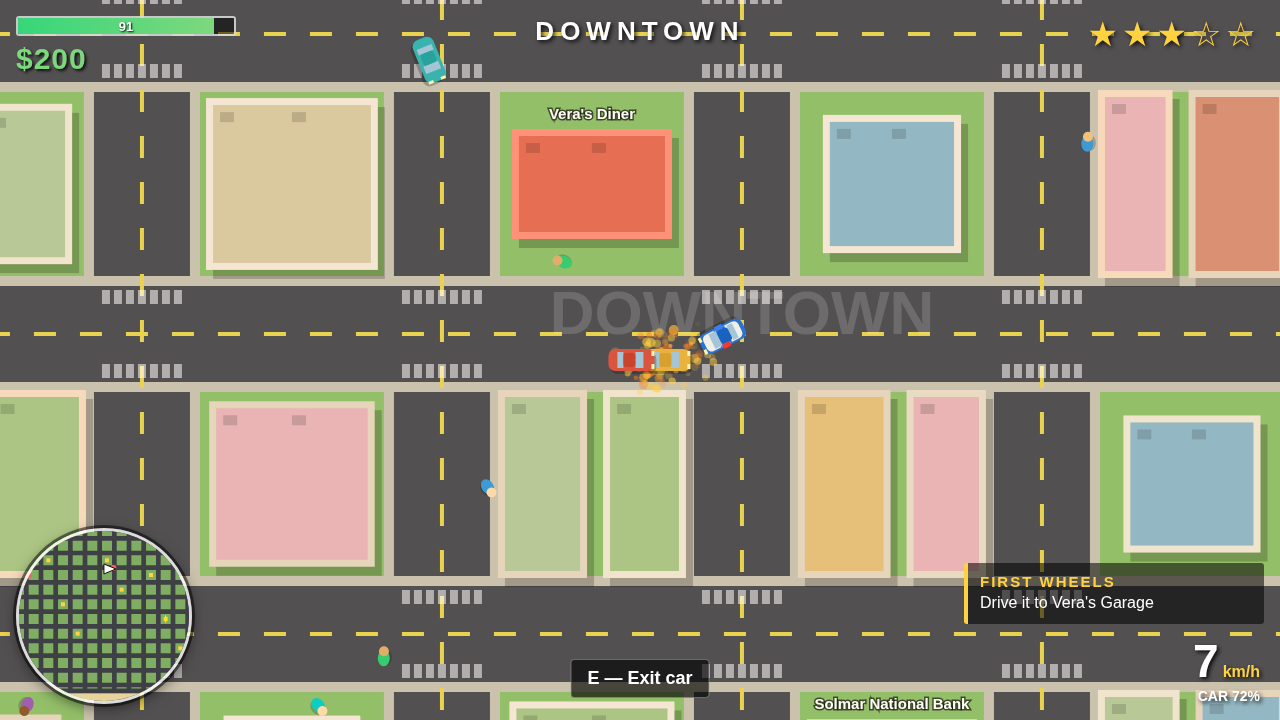 91
$200
DOWNTOWN
★★★☆☆
Vera's Diner
DOWNTOWN
FIRST WHEELS
Drive it to Vera's Garage
7 km/h
CAR 72%
E — Exit car
Solmar National Bank